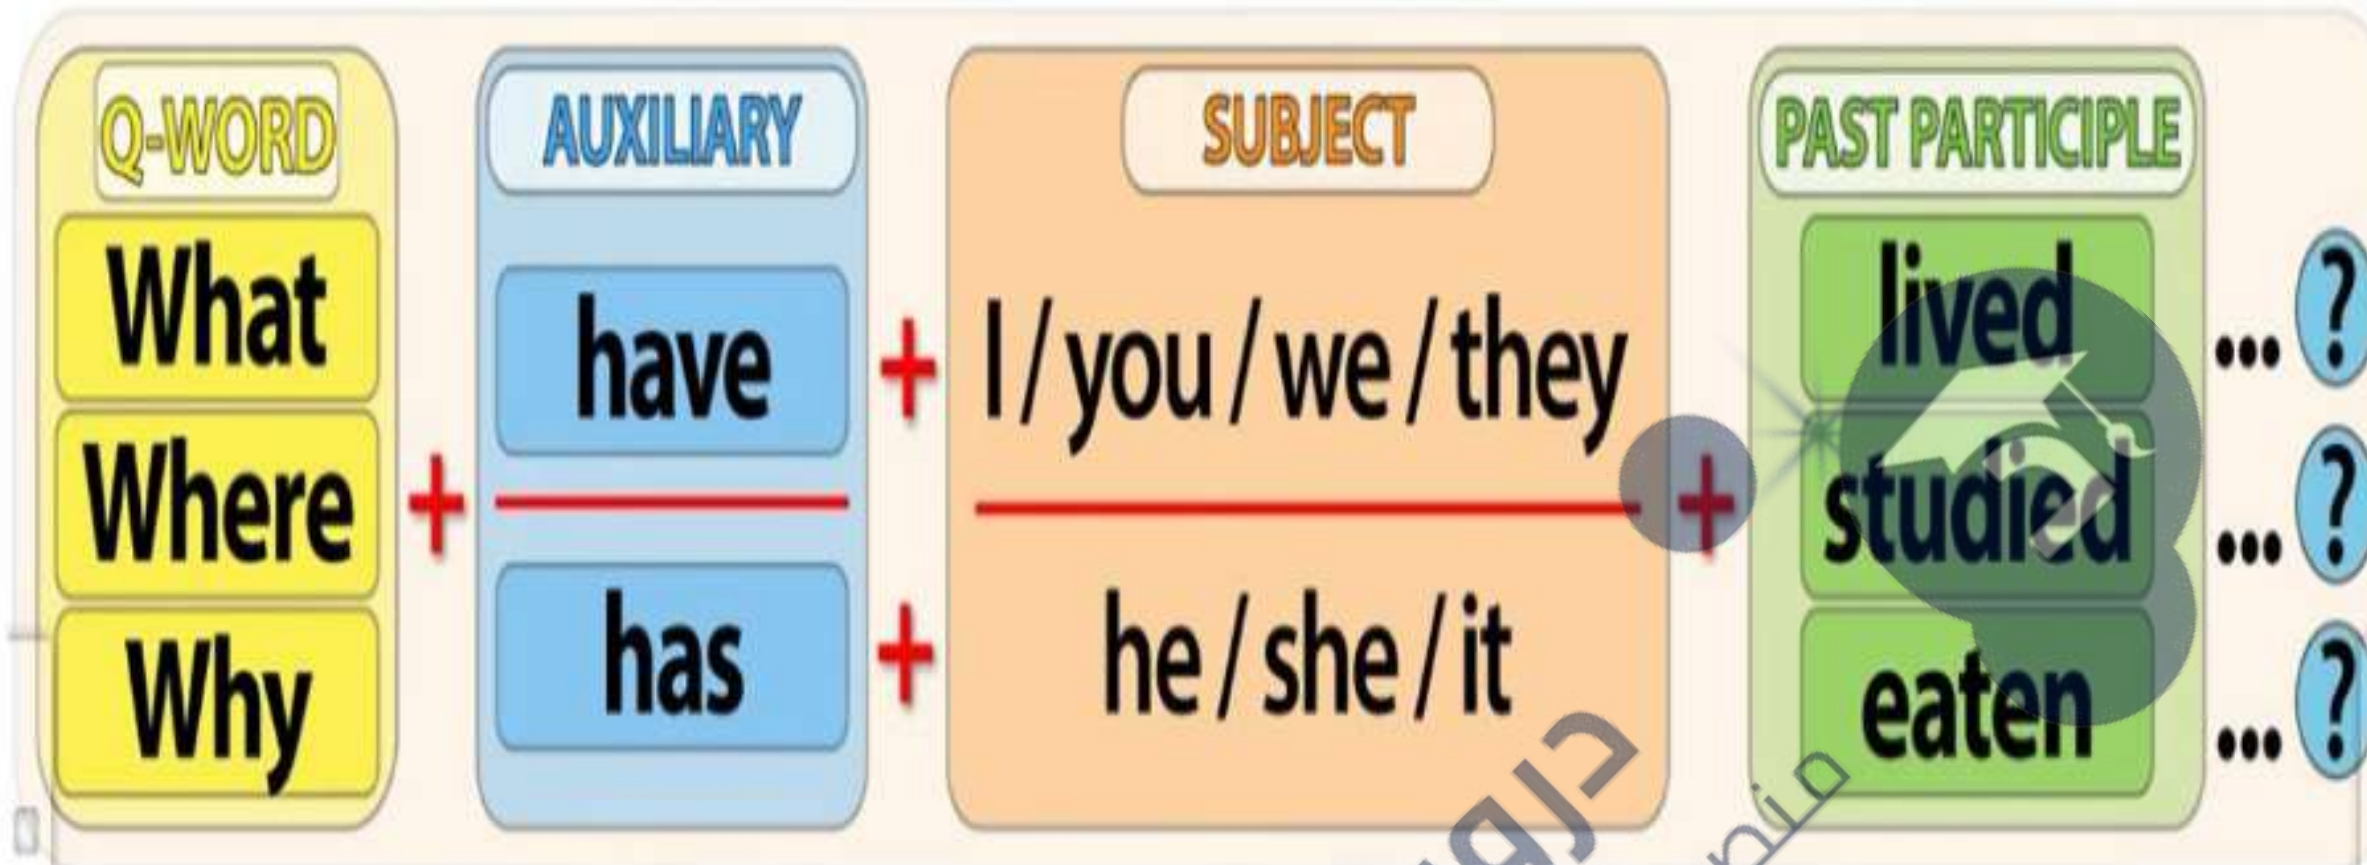 Q-WORD AUXILIARY SUBJECT PAST PARTICIPLE
What
Where
Why
+
have
has
+
+
I / you / we / they
he / she / it
+
lived ... ?
studied ... ?
eaten ... ?